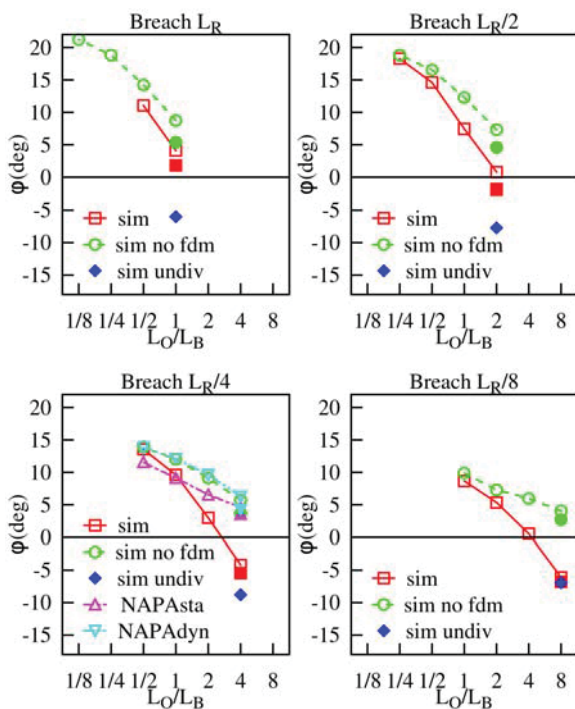 Breach L_R
20
15
10
5
0
-5
-10
-15
φ(deg)
sim
sim no fdm
sim undiv
1/8 1/4 1/2 1 2 4 8
L_O/L_B
Breach L_R/2
20
15
10
5
0
-5
-10
-15
φ(deg)
sim
sim no fdm
sim undiv
1/8 1/4 1/2 1 2 4 8
L_O/L_B
Breach L_R/4
20
15
10
5
0
-5
-10
-15
φ(deg)
sim
sim no fdm
sim undiv
NAPAsta
NAPAdyn
1/8 1/4 1/2 1 2 4 8
L_O/L_B
Breach L_R/8
20
15
10
5
0
-5
-10
-15
φ(deg)
sim
sim no fdm
sim undiv
1/8 1/4 1/2 1 2 4 8
L_O/L_B